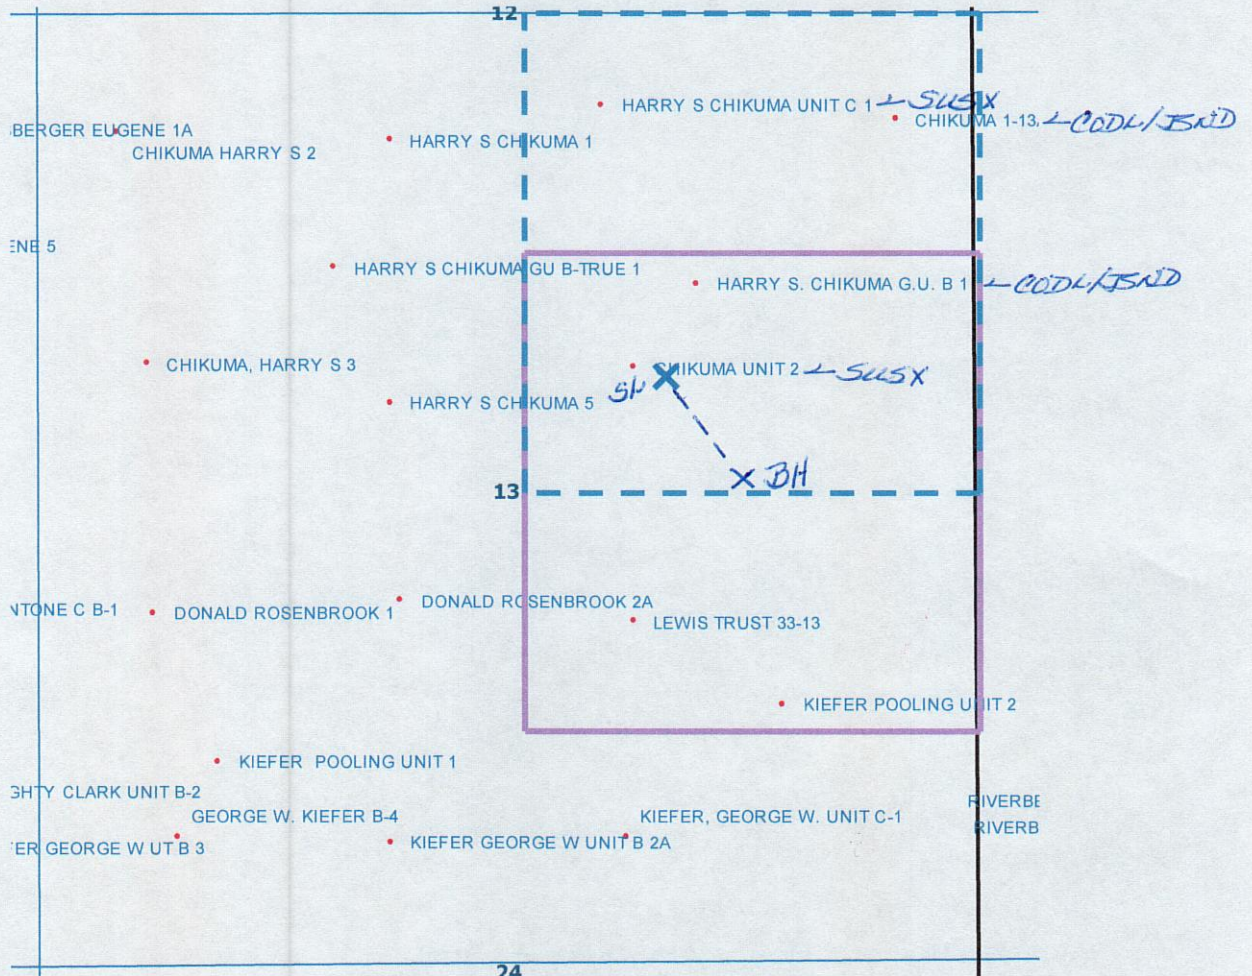 12
HARRY S CHIKUMA UNIT C 1 SUSX
CHIKUMA 1-13 CODL/JSND
BERGER EUGENE 1A
CHIKUMA HARRY S 2
HARRY S CHIKUMA 1
ENE 5
HARRY S CHIKUMA GU B-TRUE 1
HARRY S. CHIKUMA G.U. B 1 CODL/JSND
CHIKUMA, HARRY S 3
CHIKUMA UNIT 2 SUSX
HARRY S CHIKUMA 5
SH
BH
13
NTONE C B-1
DONALD ROSENBROOK 1
DONALD ROSENBROOK 2A
LEWIS TRUST 33-13
KIEFER POOLING UNIT 2
KIEFER POOLING UNIT 1
GHTY CLARK UNIT B-2
GEORGE W. KIEFER B-4
KIEFER, GEORGE W. UNIT C-1
RIVERBE
RIVERB
ER GEORGE W UT B 3
KIEFER GEORGE W UNIT B 2A
24